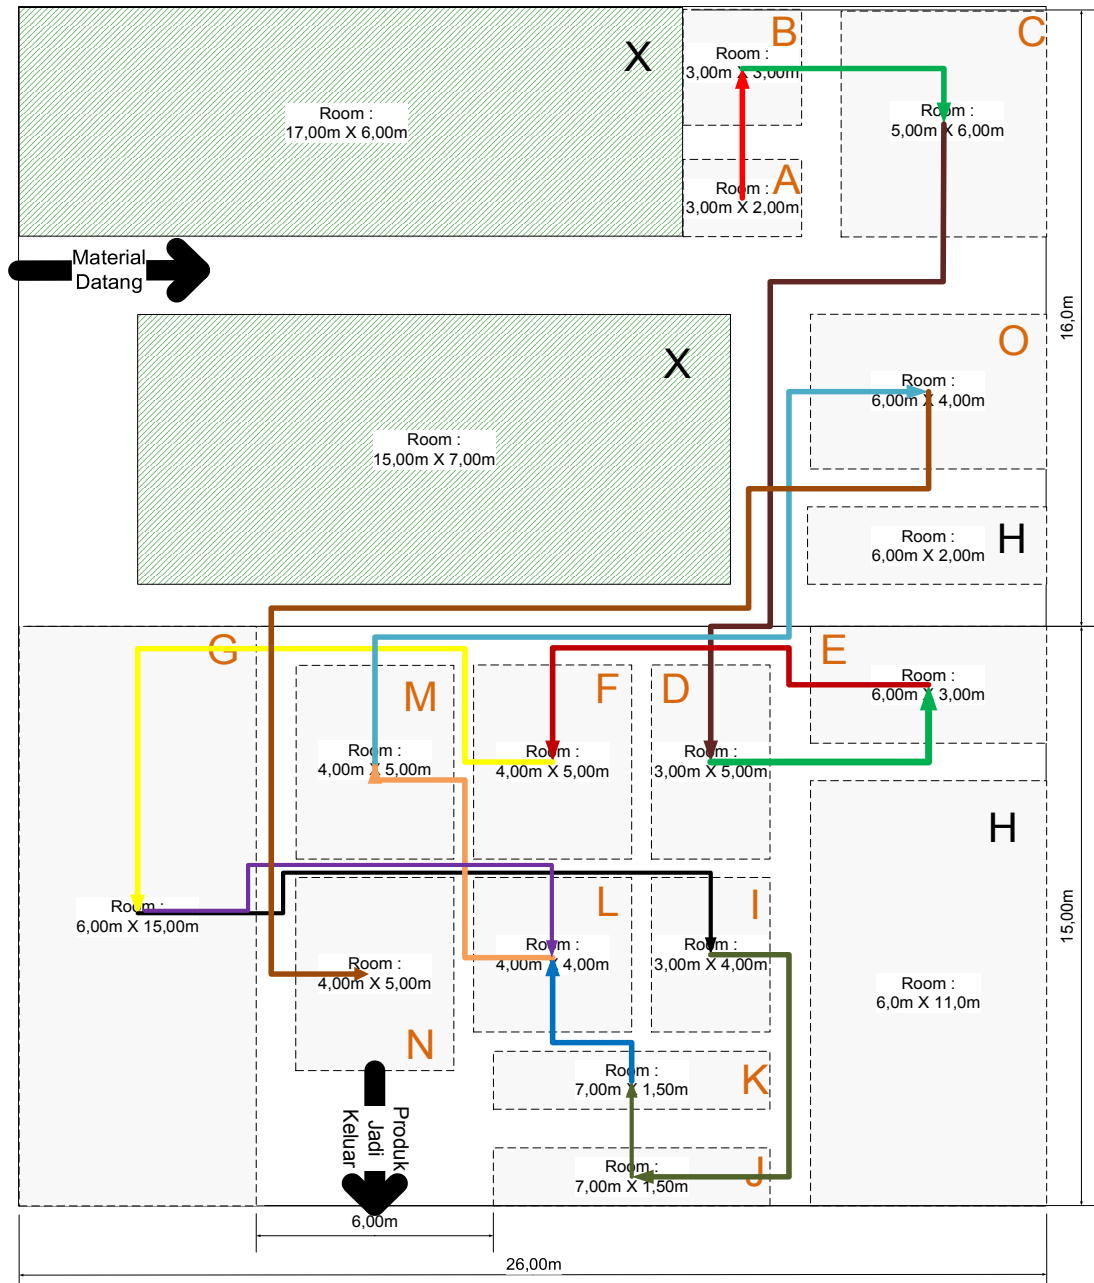 B
Room :
3,00m X 3,00m
C
Room :
5,00m X 6,00m
X
Room :
17,00m X 6,00m
A
Room :
3,00m X 2,00m
Material
Datang
16,0m
O
Room :
6,00m X 4,00m
X
Room :
15,00m X 7,00m
H
Room :
6,00m X 2,00m
G
Room :
6,00m X 15,00m
M
Room :
4,00m X 5,00m
F
Room :
4,00m X 5,00m
D
Room :
3,00m X 5,00m
E
Room :
6,00m X 3,00m
H
Room :
6,0m X 11,0m
15,00m
L
Room :
4,00m X 4,00m
I
Room :
3,00m X 4,00m
Room :
4,00m X 5,00m
N
K
Room :
7,00m X 1,50m
J
Room :
7,00m X 1,50m
Produk
Jadi
Keluar
6,00m
26,00m